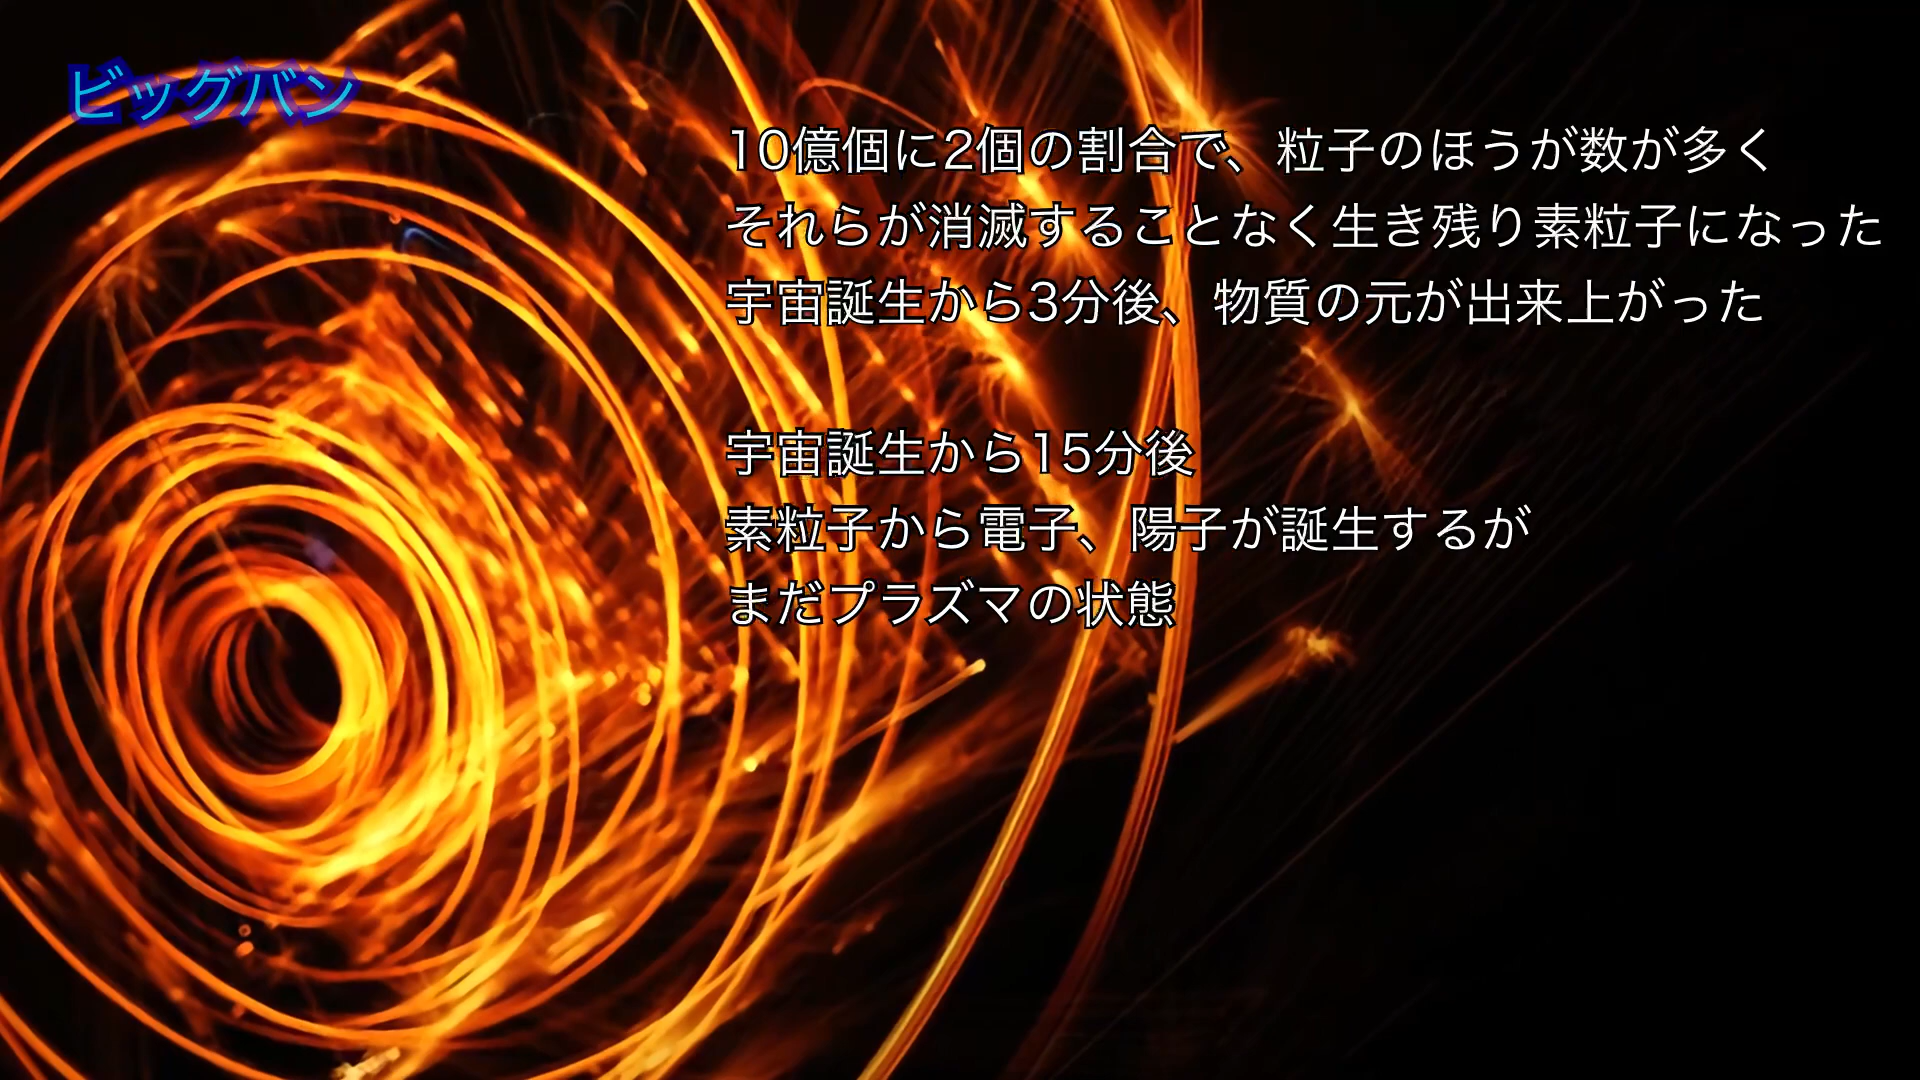 ビッグバン
10億個に2個の割合で、粒子のほうが数が多く
それらが消滅することなく生き残り素粒子になった
宇宙誕生から3分後、物質の元が出来上がった
宇宙誕生から15分後
素粒子から電子、陽子が誕生するが
まだプラズマの状態